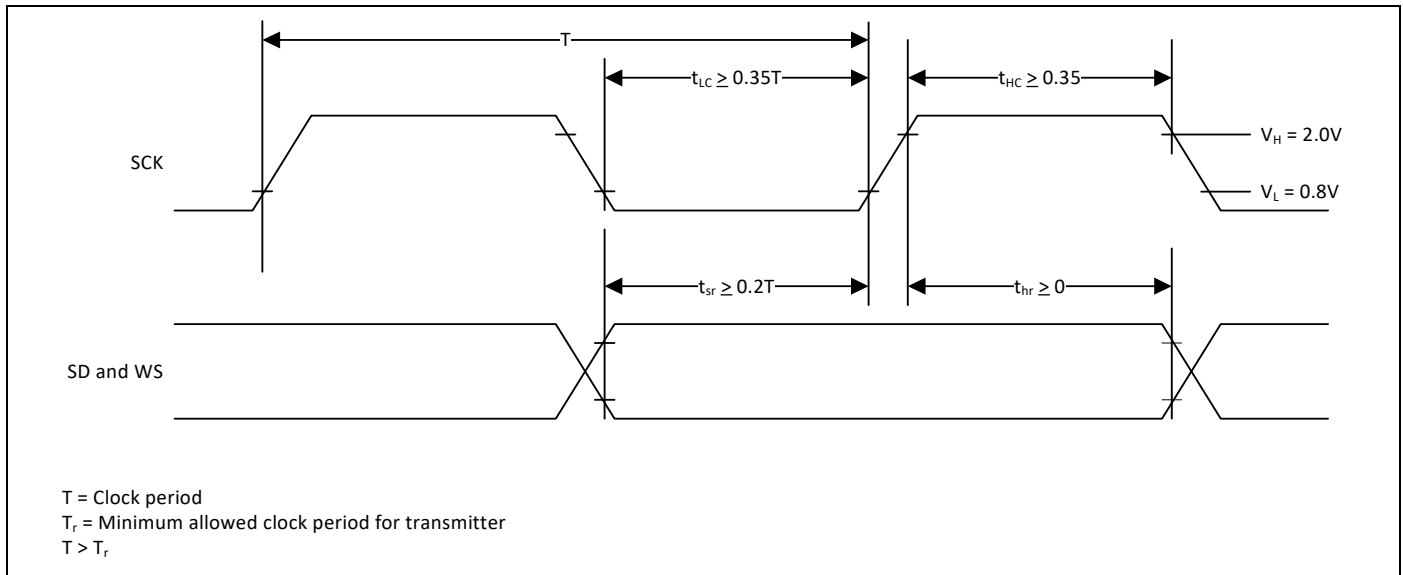 T
t_LC ≥ 0.35T
t_HC ≥ 0.35
V_H = 2.0V
SCK
V_L = 0.8V
t_sr ≥ 0.2T
t_hr ≥ 0
SD and WS
T = Clock period
T_r = Minimum allowed clock period for transmitter
T > T_r